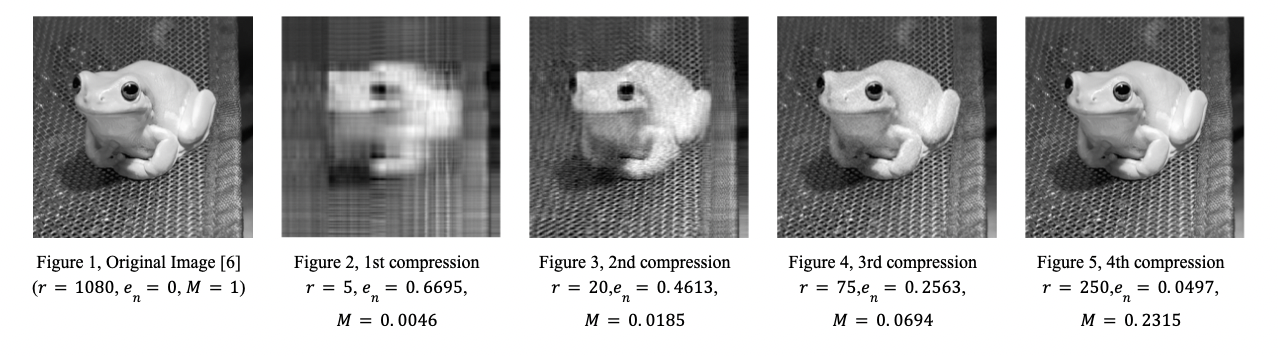 Figure 1, Original Image [6]
(r = 1080, e_n = 0, M = 1)
Figure 2, 1st compression
r = 5, e_n = 0.6695,
M = 0.0046
Figure 3, 2nd compression
r = 20,e_n = 0.4613,
M = 0.0185
Figure 4, 3rd compression
r = 75,e_n = 0.2563,
M = 0.0694
Figure 5, 4th compression
r = 250,e_n = 0.0497,
M = 0.2315